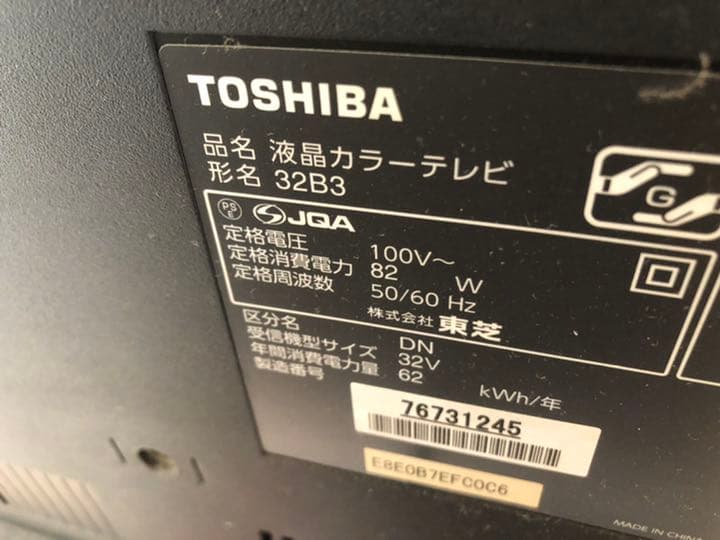 TOSHIBA
品名 液晶カラーテレビ
形名 32B3
G
PS
E
JQA
定格電圧 100V～
定格消費電力 82 W
定格周波数 50/60 Hz
株式会社 東芝
区分名 DN
受信機型サイズ 32V
年間消費電力量 62 kWh/年
製造番号
76731245
E8E0B7EFC0C6
MADE IN CHINA